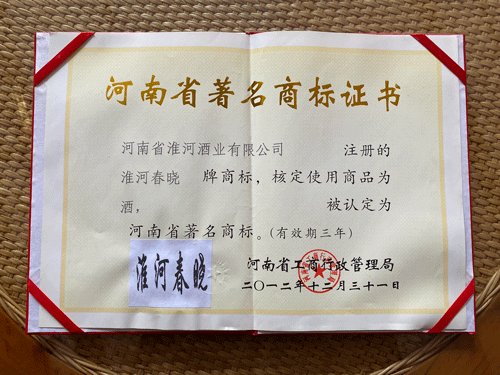 河南省著名商标证书
河南省淮河酒业有限公司 注册的
淮河春晓 牌商标，核定使用商品为
酒， 被认定为
河南省著名商标。(有效期三年)
淮河春晓
河南省工商行政管理局
二〇一二年十二月三十一日